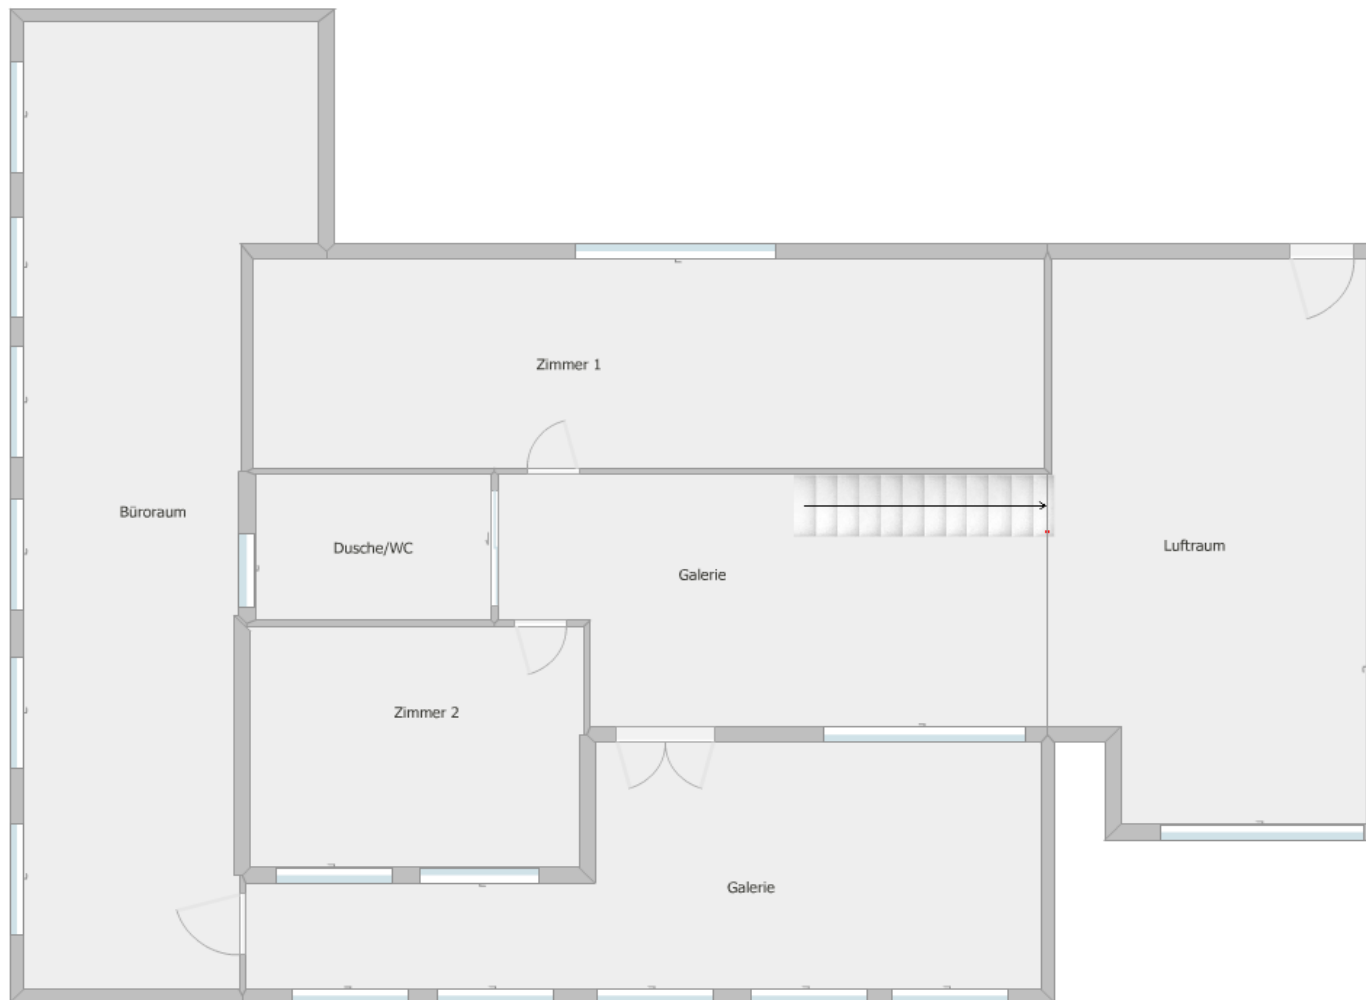 Zimmer 1
Büroraum
Dusche/WC
Galerie
Luftraum
Zimmer 2
Galerie